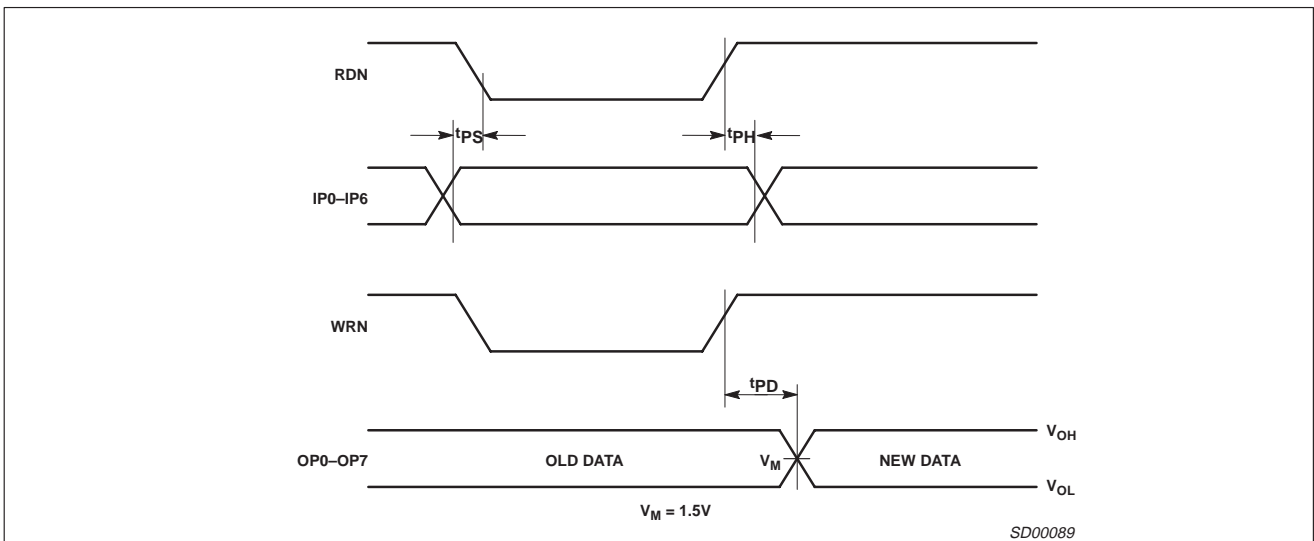 RDN
tPS
tPH
IP0–IP6
WRN
tPD
VOH
OP0–OP7 OLD DATA VM NEW DATA
VOL
VM = 1.5V
SD00089